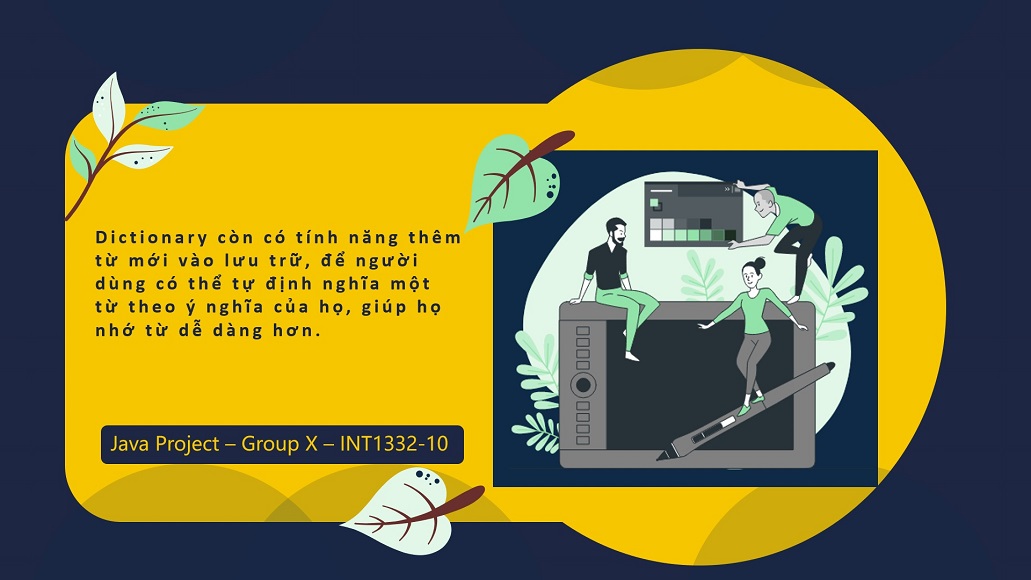 Dictionary còn có tính năng thêm
từ mới vào lưu trữ, để người
dùng có thể tự định nghĩa một
từ theo ý nghĩa của họ, giúp họ
nhớ từ dễ dàng hơn.
Java Project – Group X – INT1332-10